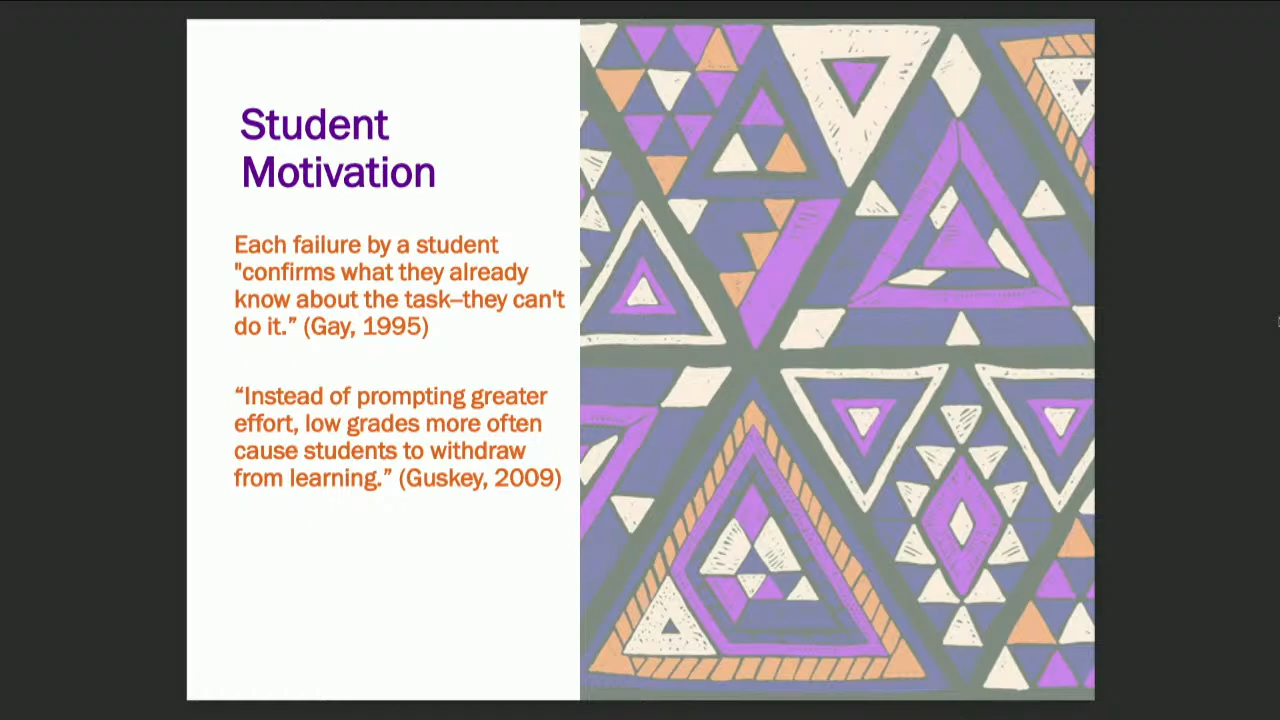 Student
Motivation
Each failure by a student
"confirms what they already
know about the task–they can't
do it.” (Gay, 1995)
“Instead of prompting greater
effort, low grades more often
cause students to withdraw
from learning.” (Guskey, 2009)